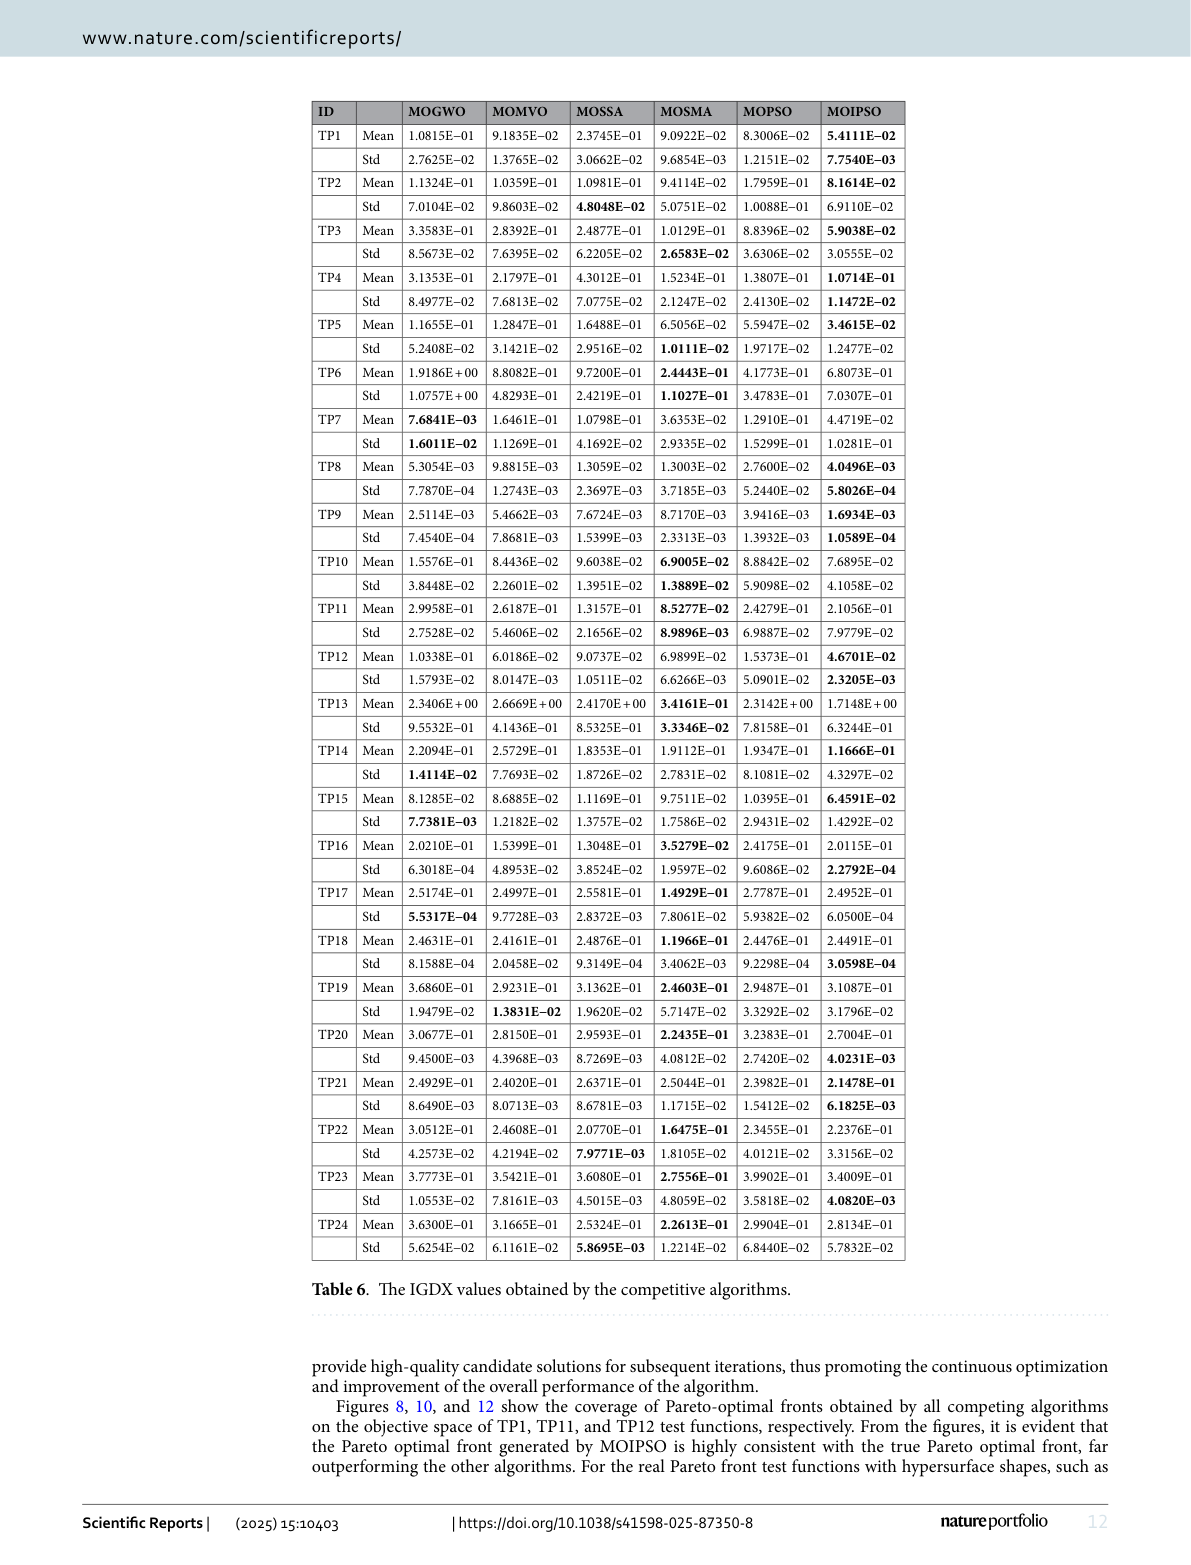 www.nature.com/scientificreports/
ID MOGWO MOMVO MOSSA MOSMA MOPSO MOIPSO
TP1 Mean 1.0815E−01 9.1835E−02 2.3745E−01 9.0922E−02 8.3006E−02 5.4111E−02
Std 2.7625E−02 1.3765E−02 3.0662E−02 9.6854E−03 1.2151E−02 7.7540E−03
TP2 Mean 1.1324E−01 1.0359E−01 1.0981E−01 9.4114E−02 1.7959E−01 8.1614E−02
Std 7.0104E−02 9.8603E−02 4.8048E−02 5.0751E−02 1.0088E−01 6.9110E−02
TP3 Mean 3.3583E−01 2.8392E−01 2.4877E−01 1.0129E−01 8.8396E−02 5.9038E−02
Std 8.5673E−02 7.6395E−02 6.2205E−02 2.6583E−02 3.6306E−02 3.0555E−02
TP4 Mean 3.1353E−01 2.1797E−01 4.3012E−01 1.5234E−01 1.3807E−01 1.0714E−01
Std 8.4977E−02 7.6813E−02 7.0775E−02 2.1247E−02 2.4130E−02 1.1472E−02
TP5 Mean 1.1655E−01 1.2847E−01 1.6488E−01 6.5056E−02 5.5947E−02 3.4615E−02
Std 5.2408E−02 3.1421E−02 2.9516E−02 1.0111E−02 1.9717E−02 1.2477E−02
TP6 Mean 1.9186E+00 8.8082E−01 9.7200E−01 2.4443E−01 4.1773E−01 6.8073E−01
Std 1.0757E+00 4.8293E−01 2.4219E−01 1.1027E−01 3.4783E−01 7.0307E−01
TP7 Mean 7.6841E−03 1.6461E−01 1.0798E−01 3.6353E−02 1.2910E−01 4.4719E−02
Std 1.6011E−02 1.1269E−01 4.1692E−02 2.9335E−02 1.5299E−01 1.0281E−01
TP8 Mean 5.3054E−03 9.8815E−03 1.3059E−02 1.3003E−02 2.7600E−02 4.0496E−03
Std 7.7870E−04 1.2743E−03 2.3697E−03 3.7185E−03 5.2440E−02 5.8026E−04
TP9 Mean 2.5114E−03 5.4662E−03 7.6724E−03 8.7170E−03 3.9416E−03 1.6934E−03
Std 7.4540E−04 7.8681E−03 1.5399E−03 2.3313E−03 1.3932E−03 1.0589E−04
TP10 Mean 1.5576E−01 8.4436E−02 9.6038E−02 6.9005E−02 8.8842E−02 7.6895E−02
Std 3.8448E−02 2.2601E−02 1.3951E−02 1.3889E−02 5.9098E−02 4.1058E−02
TP11 Mean 2.9958E−01 2.6187E−01 1.3157E−01 8.5277E−02 2.4279E−01 2.1056E−01
Std 2.7528E−02 5.4606E−02 2.1656E−02 8.9896E−03 6.9887E−02 7.9779E−02
TP12 Mean 1.0338E−01 6.0186E−02 9.0737E−02 6.9899E−02 1.5373E−01 4.6701E−02
Std 1.5793E−02 8.0147E−03 1.0511E−02 6.6266E−03 5.0901E−02 2.3205E−03
TP13 Mean 2.3406E+00 2.6669E+00 2.4170E+00 3.4161E−01 2.3142E+00 1.7148E+00
Std 9.5532E−01 4.1436E−01 8.5325E−01 3.3346E−02 7.8158E−01 6.3244E−01
TP14 Mean 2.2094E−01 2.5729E−01 1.8353E−01 1.9112E−01 1.9347E−01 1.1666E−01
Std 1.4114E−02 7.7693E−02 1.8726E−02 2.7831E−02 8.1081E−02 4.3297E−02
TP15 Mean 8.1285E−02 8.6885E−02 1.1169E−01 9.7511E−02 1.0395E−01 6.4591E−02
Std 7.7381E−03 1.2182E−02 1.3757E−02 1.7586E−02 2.9431E−02 1.4292E−02
TP16 Mean 2.0210E−01 1.5399E−01 1.3048E−01 3.5279E−02 2.4175E−01 2.0115E−01
Std 6.3018E−04 4.8953E−02 3.8524E−02 1.9597E−02 9.6086E−02 2.2792E−04
TP17 Mean 2.5174E−01 2.4997E−01 2.5581E−01 1.4929E−01 2.7787E−01 2.4952E−01
Std 5.5317E−04 9.7728E−03 2.8372E−03 7.8061E−02 5.9382E−02 6.0500E−04
TP18 Mean 2.4631E−01 2.4161E−01 2.4876E−01 1.1966E−01 2.4476E−01 2.4491E−01
Std 8.1588E−04 2.0458E−02 9.3149E−04 3.4062E−03 9.2298E−04 3.0598E−04
TP19 Mean 3.6860E−01 2.9231E−01 3.1362E−01 2.4603E−01 2.9487E−01 3.1087E−01
Std 1.9479E−02 1.3831E−02 1.9620E−02 5.7147E−02 3.3292E−02 3.1796E−02
TP20 Mean 3.0677E−01 2.8150E−01 2.9593E−01 2.2435E−01 3.2383E−01 2.7004E−01
Std 9.4500E−03 4.3968E−03 8.7269E−03 4.0812E−02 2.7420E−02 4.0231E−03
TP21 Mean 2.4929E−01 2.4020E−01 2.6371E−01 2.5044E−01 2.3982E−01 2.1478E−01
Std 8.6490E−03 8.0713E−03 8.6781E−03 1.1715E−02 1.5412E−02 6.1825E−03
TP22 Mean 3.0512E−01 2.4608E−01 2.0770E−01 1.6475E−01 2.3455E−01 2.2376E−01
Std 4.2573E−02 4.2194E−02 7.9771E−03 1.8105E−02 4.0121E−02 3.3156E−02
TP23 Mean 3.7773E−01 3.5421E−01 3.6080E−01 2.7556E−01 3.9902E−01 3.4009E−01
Std 1.0553E−02 7.8161E−03 4.5015E−03 4.8059E−02 3.5818E−02 4.0820E−03
TP24 Mean 3.6300E−01 3.1665E−01 2.5324E−01 2.2613E−01 2.9904E−01 2.8134E−01
Std 5.6254E−02 6.1161E−02 5.8695E−03 1.2214E−02 6.8440E−02 5.7832E−02
Table 6. The IGDX values obtained by the competitive algorithms.
provide high-quality candidate solutions for subsequent iterations, thus promoting the continuous optimization
and improvement of the overall performance of the algorithm.
Figures 8, 10, and 12 show the coverage of Pareto-optimal fronts obtained by all competing algorithms
on the objective space of TP1, TP11, and TP12 test functions, respectively. From the figures, it is evident that
the Pareto optimal front generated by MOIPSO is highly consistent with the true Pareto optimal front, far
outperforming the other algorithms. For the real Pareto front test functions with hypersurface shapes, such as
Scientific Reports | (2025) 15:10403 | https://doi.org/10.1038/s41598-025-87350-8 natureportfolio 12